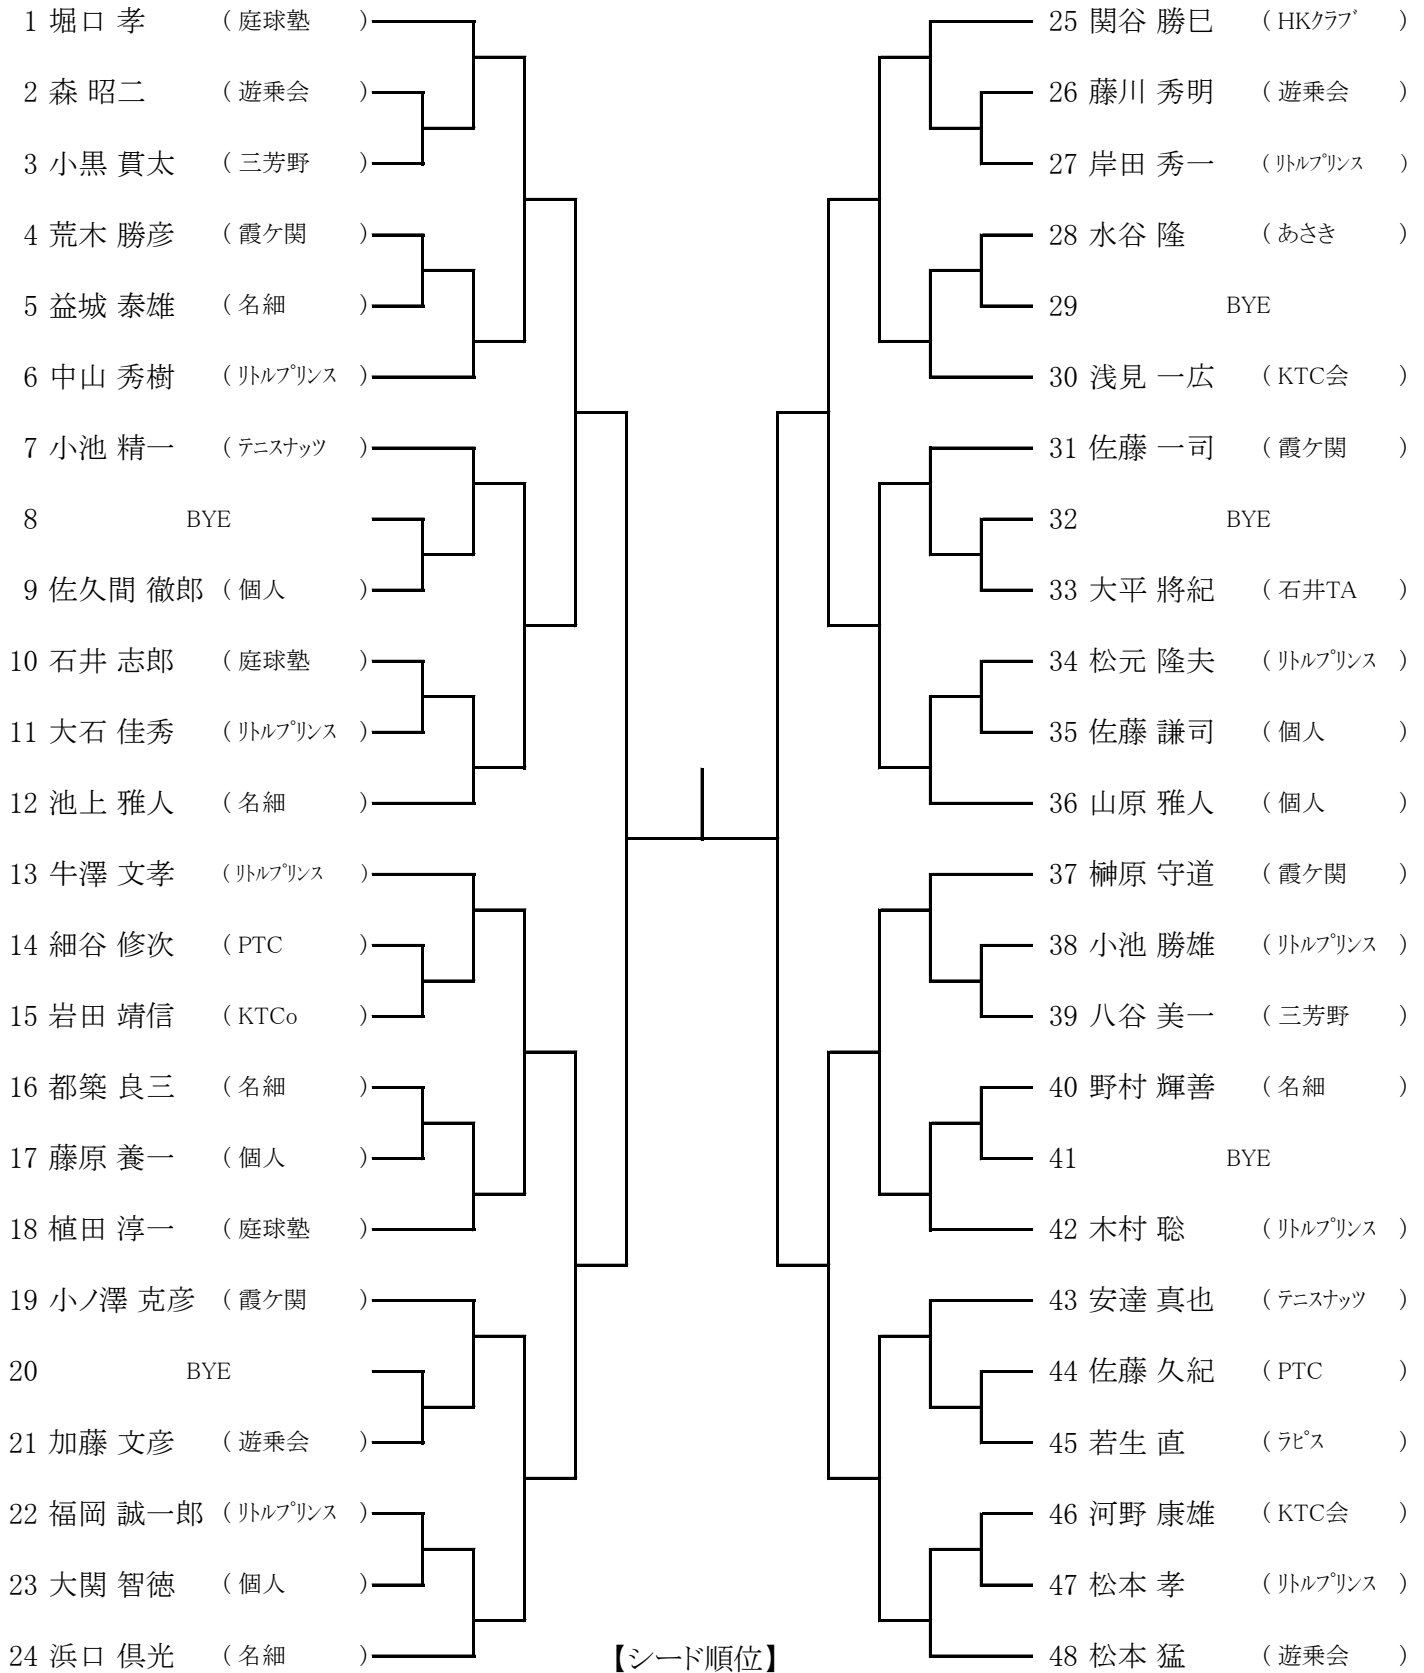 1 堀口 孝 ( 庭球塾 )
2 森 昭二 ( 遊乗会 )
3 小黒 貫太 ( 三芳野 )
4 荒木 勝彦 ( 霞ケ関 )
5 益城 泰雄 ( 名細 )
6 中山 秀樹 ( ﾘﾄﾙﾌﾟﾘﾝｽ )
7 小池 精一 ( ﾃﾆｽﾅｯﾂ )
8 BYE
9 佐久間 徹郎 ( 個人 )
10 石井 志郎 ( 庭球塾 )
11 大石 佳秀 ( ﾘﾄﾙﾌﾟﾘﾝｽ )
12 池上 雅人 ( 名細 )
13 牛澤 文孝 ( ﾘﾄﾙﾌﾟﾘﾝｽ )
14 細谷 修次 ( PTC )
15 岩田 靖信 ( KTCo )
16 都築 良三 ( 名細 )
17 藤原 養一 ( 個人 )
18 植田 淳一 ( 庭球塾 )
19 小ノ澤 克彦 ( 霞ケ関 )
20 BYE
21 加藤 文彦 ( 遊乗会 )
22 福岡 誠一郎 ( ﾘﾄﾙﾌﾟﾘﾝｽ )
23 大関 智徳 ( 個人 )
24 浜口 倶光 ( 名細 )
【シード順位】
25 関谷 勝巳 ( HKｸﾗﾌﾞ )
26 藤川 秀明 ( 遊乗会 )
27 岸田 秀一 ( ﾘﾄﾙﾌﾟﾘﾝｽ )
28 水谷 隆 ( あさき )
29 BYE
30 浅見 一広 ( KTC会 )
31 佐藤 一司 ( 霞ケ関 )
32 BYE
33 大平 將紀 ( 石井TA )
34 松元 隆夫 ( ﾘﾄﾙﾌﾟﾘﾝｽ )
35 佐藤 謙司 ( 個人 )
36 山原 雅人 ( 個人 )
37 榊原 守道 ( 霞ケ関 )
38 小池 勝雄 ( ﾘﾄﾙﾌﾟﾘﾝｽ )
39 八谷 美一 ( 三芳野 )
40 野村 輝善 ( 名細 )
41 BYE
42 木村 聡 ( ﾘﾄﾙﾌﾟﾘﾝｽ )
43 安達 真也 ( ﾃﾆｽﾅｯﾂ )
44 佐藤 久紀 ( PTC )
45 若生 直 ( ﾗﾋﾟｽ )
46 河野 康雄 ( KTC会 )
47 松本 孝 ( ﾘﾄﾙﾌﾟﾘﾝｽ )
48 松本 猛 ( 遊乗会 )